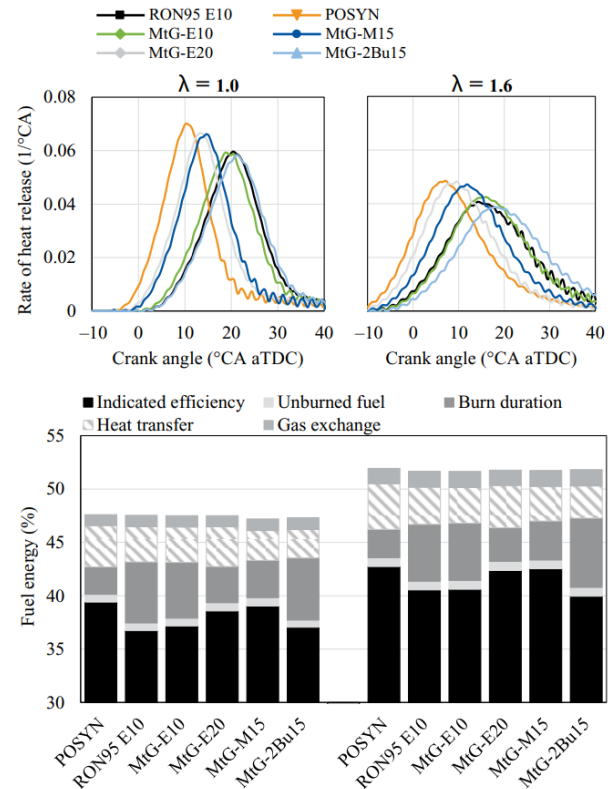 RON95 E10 POSYN
MtG-E10 MtG-M15
MtG-E20 MtG-2Bu15
λ = 1.0 λ = 1.6
Rate of heat release (1/°CA)
0.08
0.06
0.04
0.02
0
–10 0 10 20 30 40 –10 0 10 20 30 40
Crank angle (°CA aTDC) Crank angle (°CA aTDC)
Indicated efficiency Unburned fuel Burn duration
Heat transfer Gas exchange
Fuel energy (%)
55
50
45
40
35
30
POSYN RON95 E10 MtG-E10 MtG-E20 MtG-M15 MtG-2Bu15 POSYN RON95 E10 MtG-E10 MtG-E20 MtG-M15 MtG-2Bu15